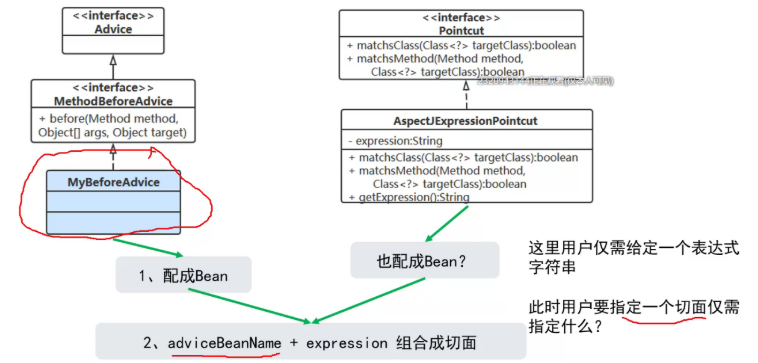 <<interface>>
Advice
<<interface>>
MethodBeforeAdvice
+ before(Method method,
Object[] args, Object target)
MyBeforeAdvice
<<interface>>
Pointcut
+ matchsClass(Class<?> targetClass):boolean
+ matchsMethod(Method method,
Class<?> targetClass):boolean
AspectJExpressionPointcut
- expression:String
+ matchsClass(Class<?> targetClass):boolean
+ matchsMethod(Method method,
Class<?> targetClass):boolean
+ getExpression():String
1、配成Bean
也配成Bean？
2、adviceBeanName + expression 组合成切面
这里用户仅需给定一个表达式
字符串
此时用户要指定一个切面仅需
指定什么？